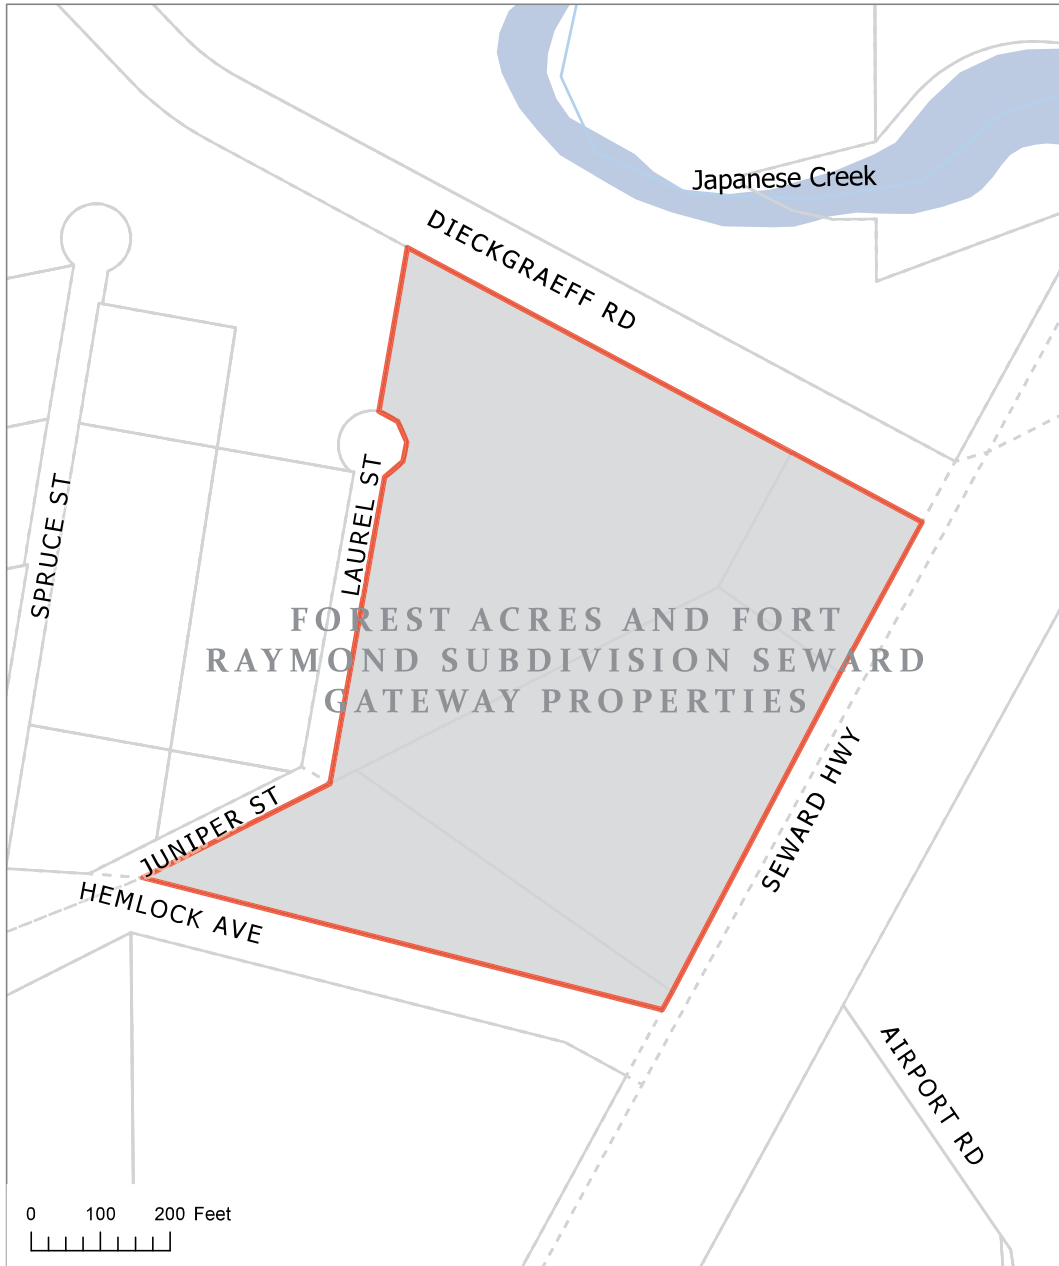 Japanese Creek
DIECKGRAEFF RD
SPRUCE ST
LAUREL ST
FOREST ACRES AND FORT
RAYMOND SUBDIVISION SEWARD
GATEWAY PROPERTIES
SEWARD HWY
JUNIPER ST
HEMLOCK AVE
AIRPORT RD
0 100 200 Feet